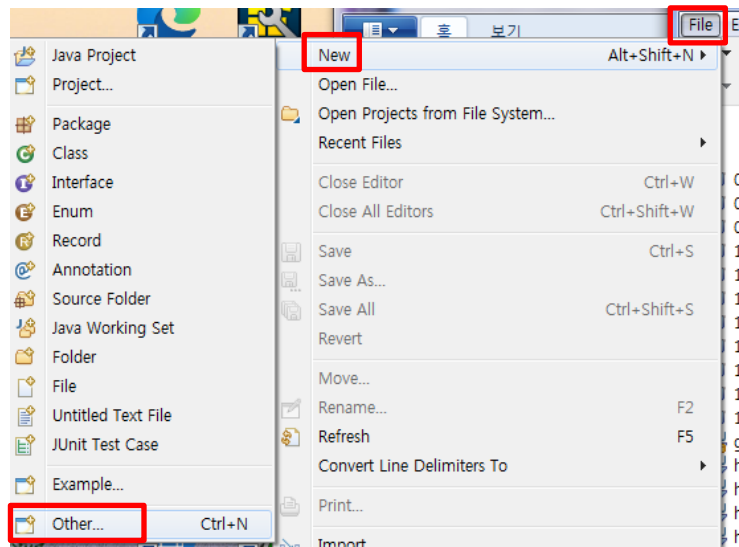 홈 보기
File
Java Project
Project...
Package
Class
Interface
Enum
Record
Annotation
Source Folder
Java Working Set
Folder
File
Untitled Text File
JUnit Test Case
Example...
Other... Ctrl+N
New Alt+Shift+N
Open File...
Open Projects from File System...
Recent Files
Close Editor Ctrl+W
Close All Editors Ctrl+Shift+W
Save Ctrl+S
Save As...
Save All Ctrl+Shift+S
Revert
Move...
Rename... F2
Refresh F5
Convert Line Delimiters To
Print...
Import...